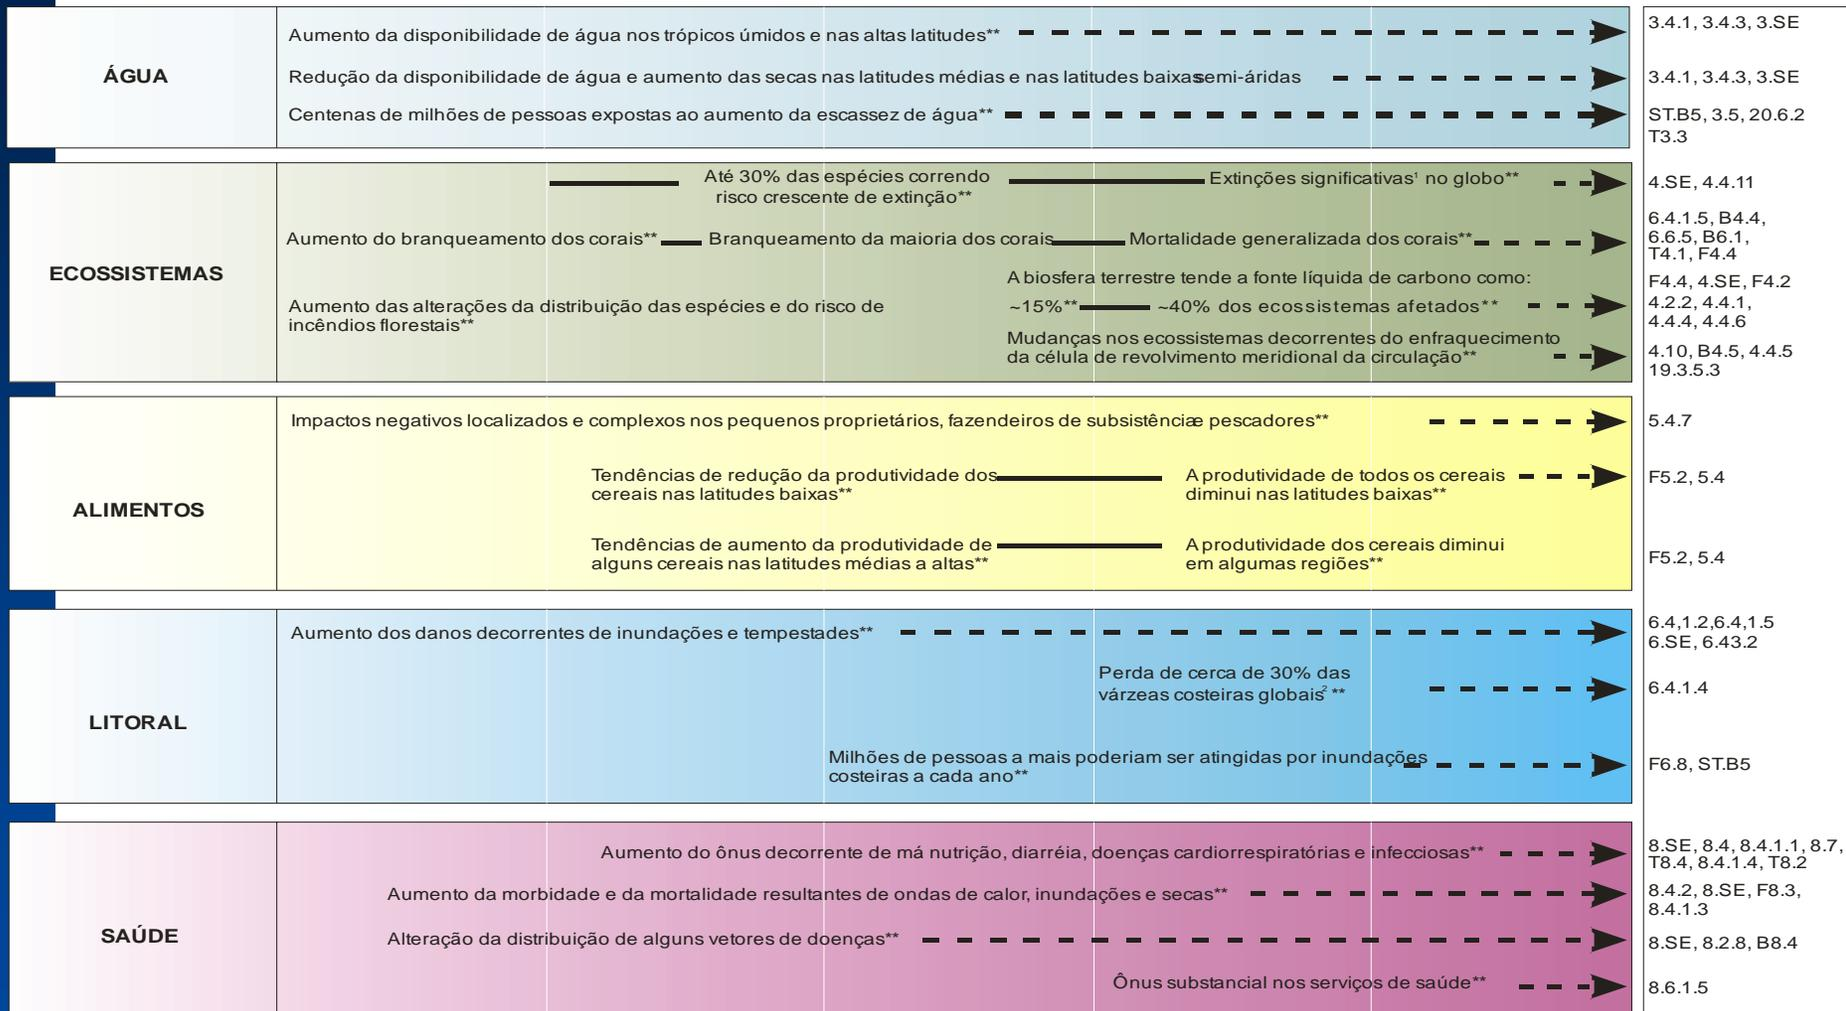 ÁGUA
Aumento da disponibilidade de água nos trópicos úmidos e nas altas latitudes**
3.4.1, 3.4.3, 3.SE
Redução da disponibilidade de água e aumento das secas nas latitudes médias e nas latitudes baixas semi-áridas
3.4.1, 3.4.3, 3.SE
Centenas de milhões de pessoas expostas ao aumento da escassez de água**
ST.B5, 3.5, 20.6.2
T3.3
ECOSSISTEMAS
Até 30% das espécies correndo
risco crescente de extinção**
Extinções significativas¹ no globo**
4.SE, 4.4.11
Aumento do branqueamento dos corais**
Branqueamento da maioria dos corais
Mortalidade generalizada dos corais**
6.4.1.5, B4.4,
6.6.5, B6.1,
T4.1, F4.4
A biosfera terrestre tende a fonte líquida de carbono como:
~15%**
~40% dos ecossistemas afetados**
F4.4, 4.SE, F4.2
4.2.2, 4.4.1,
4.4.4, 4.4.6
Aumento das alterações da distribuição das espécies e do risco de
incêndios florestais**
Mudanças nos ecossistemas decorrentes do enfraquecimento
da célula de revolvimento meridional da circulação**
4.10, B4.5, 4.4.5
19.3.5.3
ALIMENTOS
Impactos negativos localizados e complexos nos pequenos proprietários, fazendeiros de subsistência e pescadores**
5.4.7
Tendências de redução da produtividade dos
cereais nas latitudes baixas**
A produtividade de todos os cereais
diminui nas latitudes baixas**
F5.2, 5.4
Tendências de aumento da produtividade de
alguns cereais nas latitudes médias a altas**
A produtividade dos cereais diminui
em algumas regiões**
F5.2, 5.4
LITORAL
Aumento dos danos decorrentes de inundações e tempestades**
6.4,1.2,6.4,1.5
6.SE, 6.43.2
Perda de cerca de 30% das
várzeas costeiras globais² **
6.4.1.4
Milhões de pessoas a mais poderiam ser atingidas por inundações
costeiras a cada ano**
F6.8, ST.B5
SAÚDE
Aumento do ônus decorrente de má nutrição, diarréia, doenças cardiorrespiratórias e infecciosas**
8.SE, 8.4, 8.4.1.1, 8.7,
T8.4, 8.4.1.4, T8.2
Aumento da morbidade e da mortalidade resultantes de ondas de calor, inundações e secas**
8.4.2, 8.SE, F8.3,
8.4.1.3
Alteração da distribuição de alguns vetores de doenças**
8.SE, 8.2.8, B8.4
Ônus substancial nos serviços de saúde**
8.6.1.5